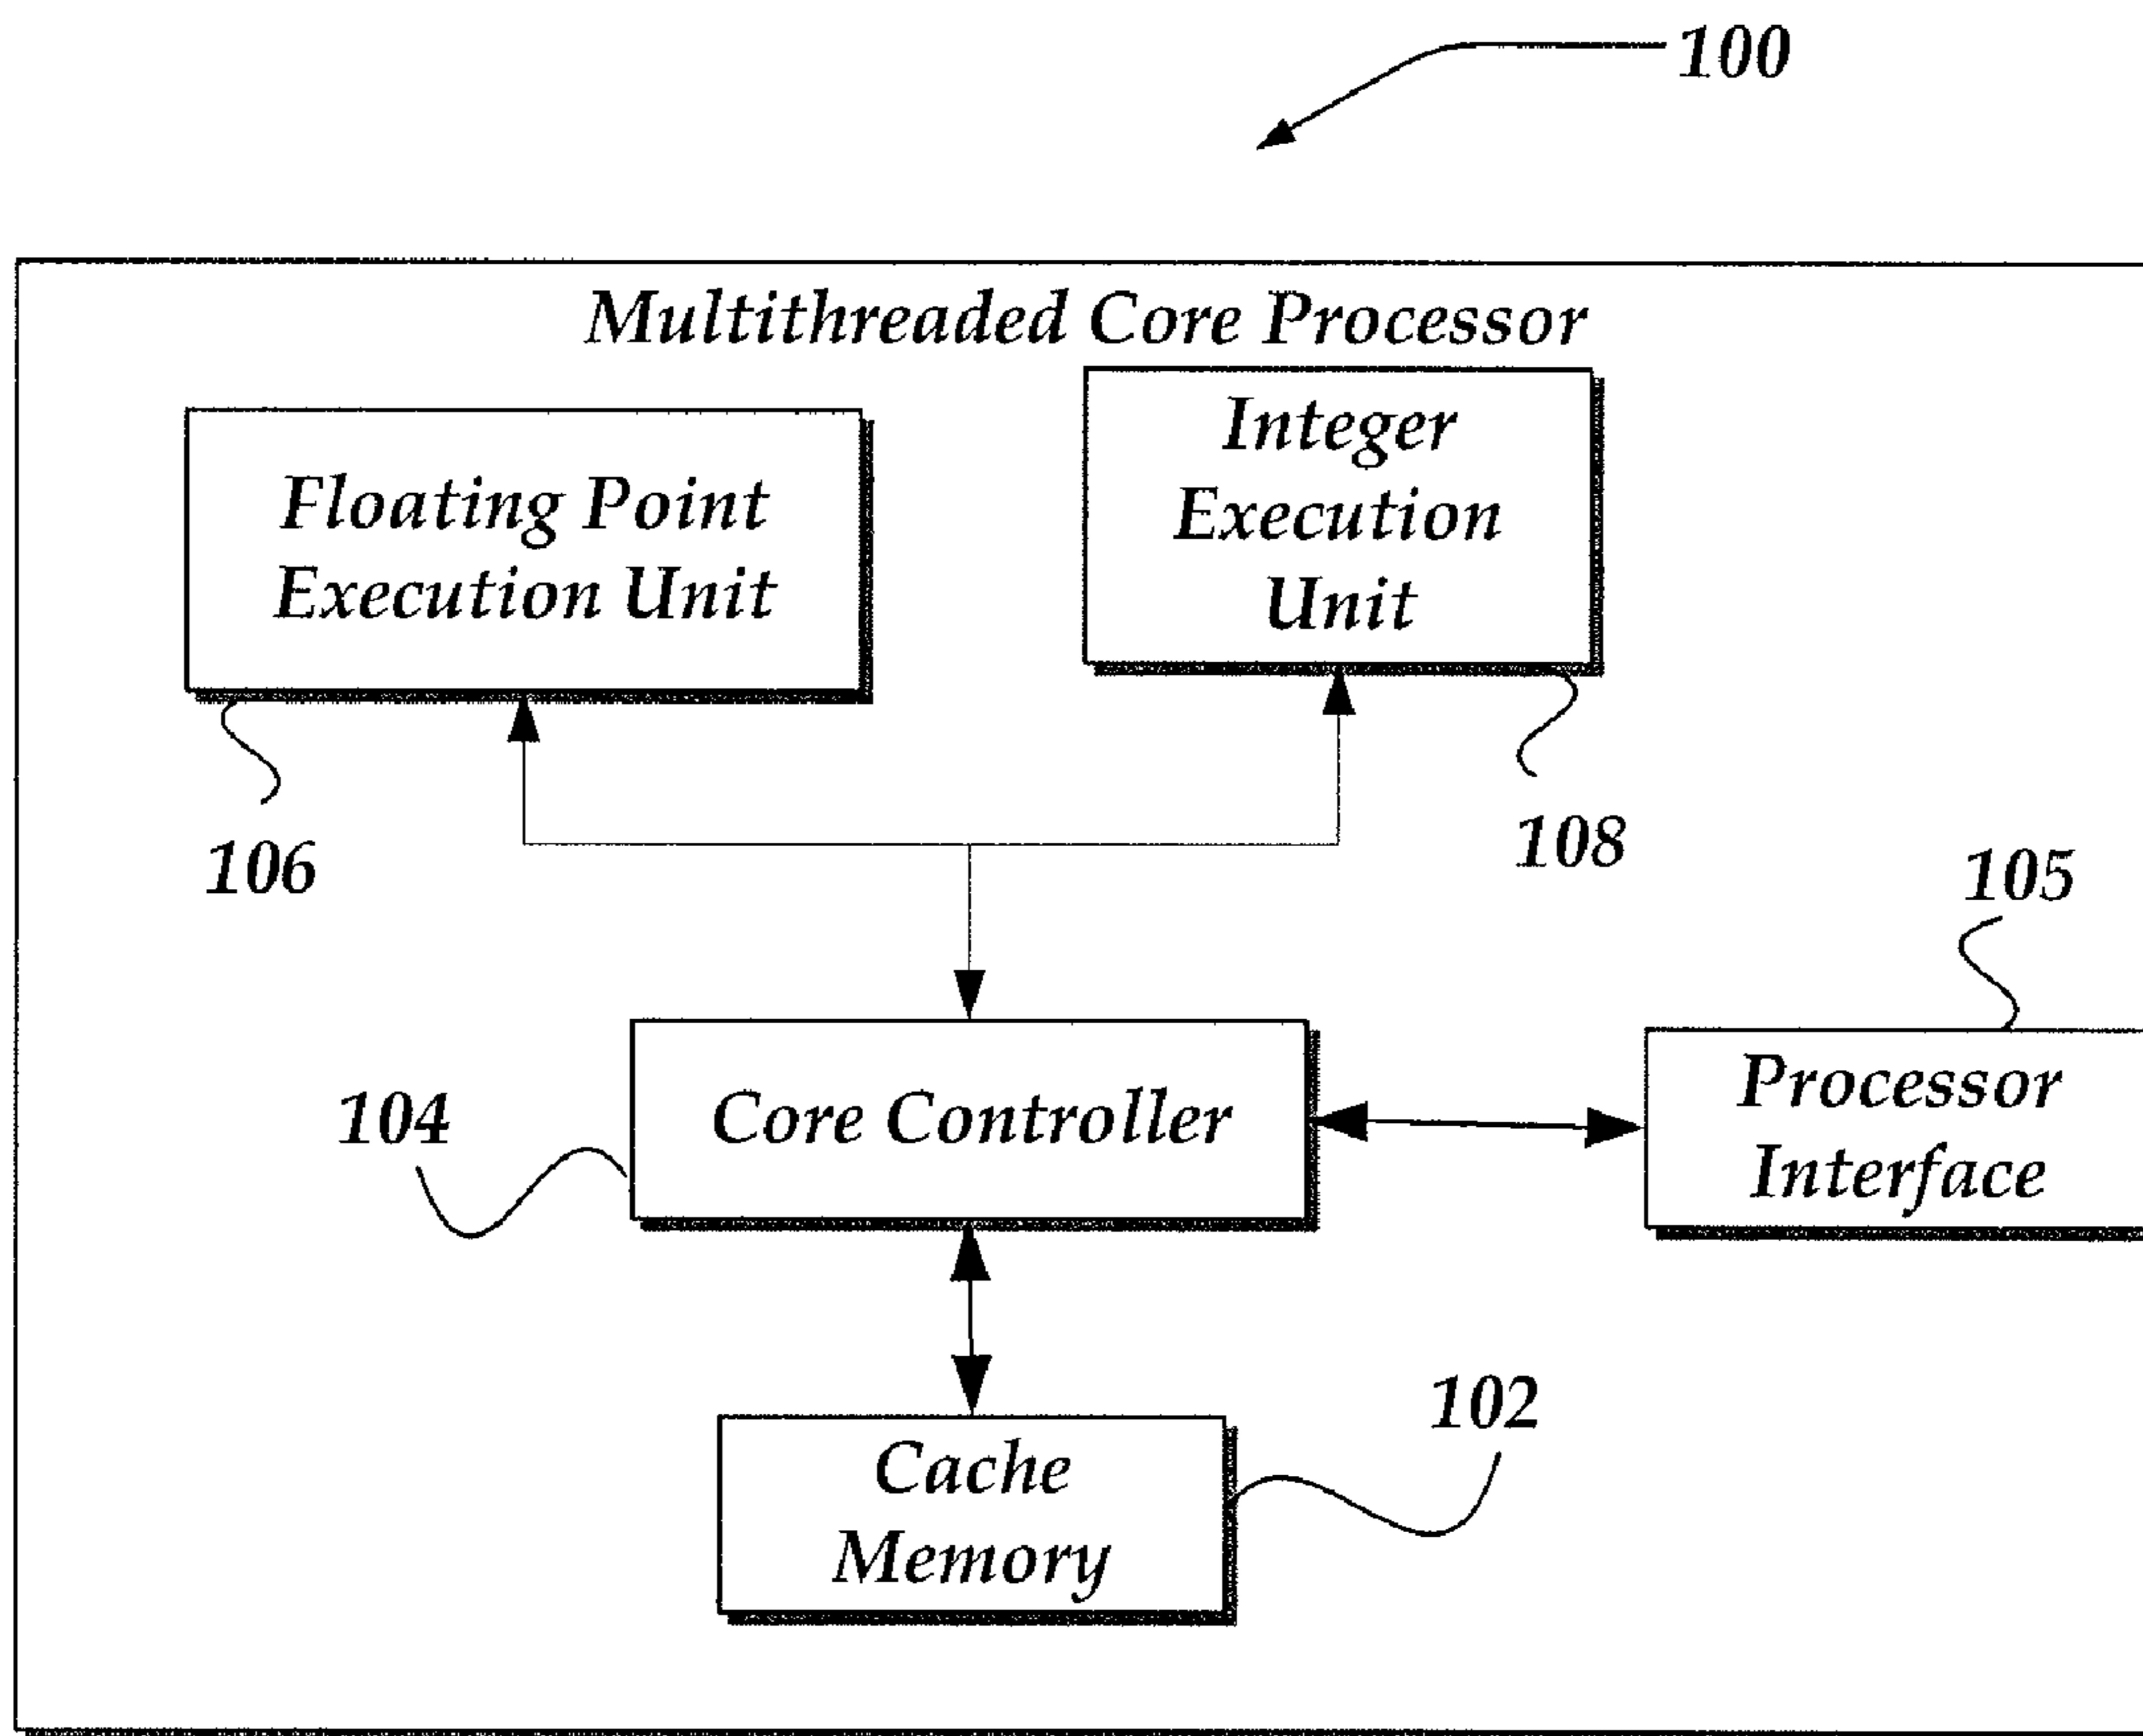 100
Multithreaded Core Processor
Floating Point
Execution Unit
Integer
Execution
Unit
106
108
105
104
Core Controller
Processor
Interface
102
Cache
Memory